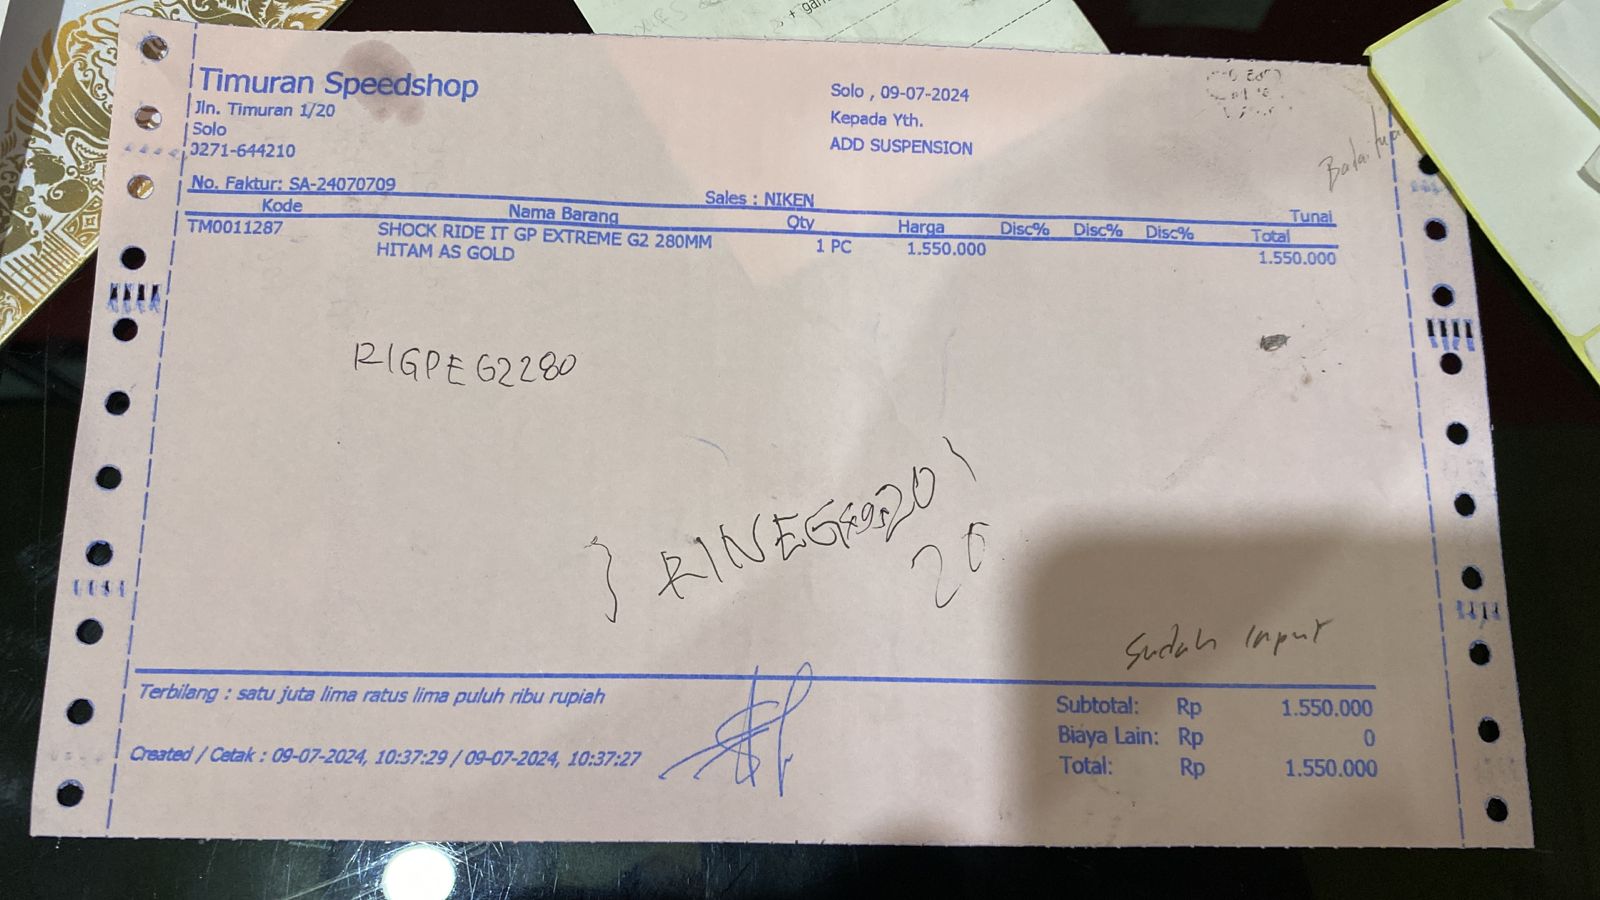 Timuran Speedshop
Jln. Timuran 1/20
Solo
0271-644210
Solo , 09-07-2024
Kepada Yth.
ADD SUSPENSION
No. Faktur: SA-24070709
Sales : NIKEN
Tunai
Kode Nama Barang Qty Harga Disc% Disc% Disc% Total
TM0011287 SHOCK RIDE IT GP EXTREME G2 280MM 1 PC 1.550.000 1.550.000
HITAM AS GOLD
RIGPEG2280
20
Sudah Input
Terbilang : satu juta lima ratus lima puluh ribu rupiah
Created / Cetak : 09-07-2024, 10:37:29 / 09-07-2024, 10:37:27
Subtotal: Rp 1.550.000
Biaya Lain: Rp 0
Total: Rp 1.550.000